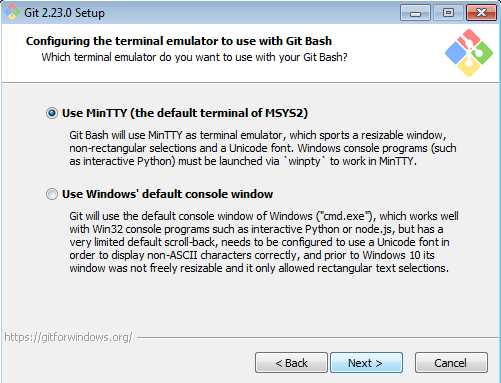 Git 2.23.0 Setup
Configuring the terminal emulator to use with Git Bash
Which terminal emulator do you want to use with your Git Bash?
Use MinTTY (the default terminal of MSYS2)
Git Bash will use MinTTY as terminal emulator, which sports a resizable window,
non-rectangular selections and a Unicode font. Windows console programs (such
as interactive Python) must be launched via `winpty` to work in MinTTY.
Use Windows' default console window
Git will use the default console window of Windows ("cmd.exe"), which works well
with Win32 console programs such as interactive Python or node.js, but has a
very limited default scroll-back, needs to be configured to use a Unicode font in
order to display non-ASCII characters correctly, and prior to Windows 10 its
window was not freely resizable and it only allowed rectangular text selections.
https://gitforwindows.org/
< Back
Next >
Cancel